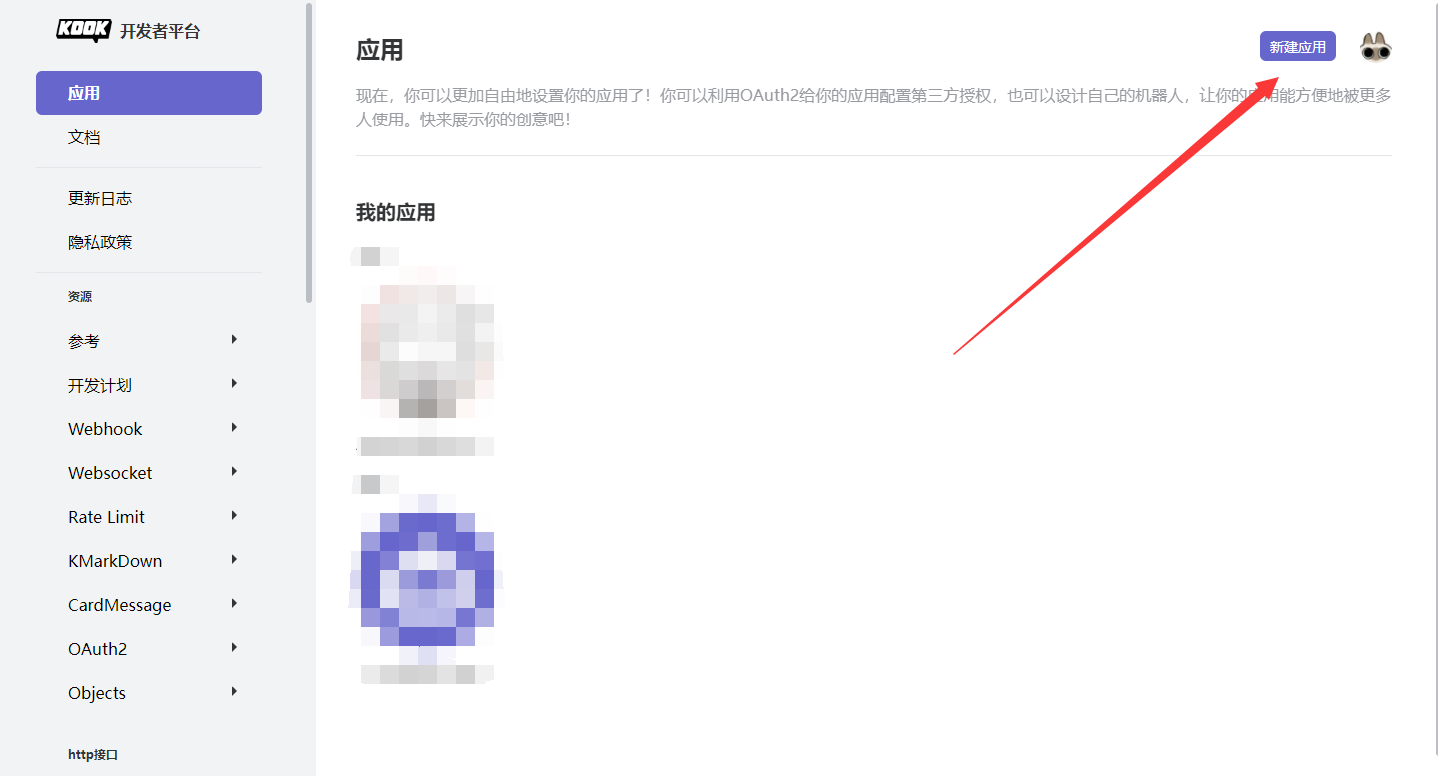 KOOK 开发者平台
应用
文档
更新日志
隐私政策
资源
参考
开发计划
Webhook
Websocket
Rate Limit
KMarkDown
CardMessage
OAuth2
Objects
http接口
应用
新建应用
现在，你可以更加自由地设置你的应用了！你可以利用OAuth2给你的应用配置第三方授权，也可以设计自己的机器人，让你的应用能方便地被更多
人使用。快来展示你的创意吧！
我的应用